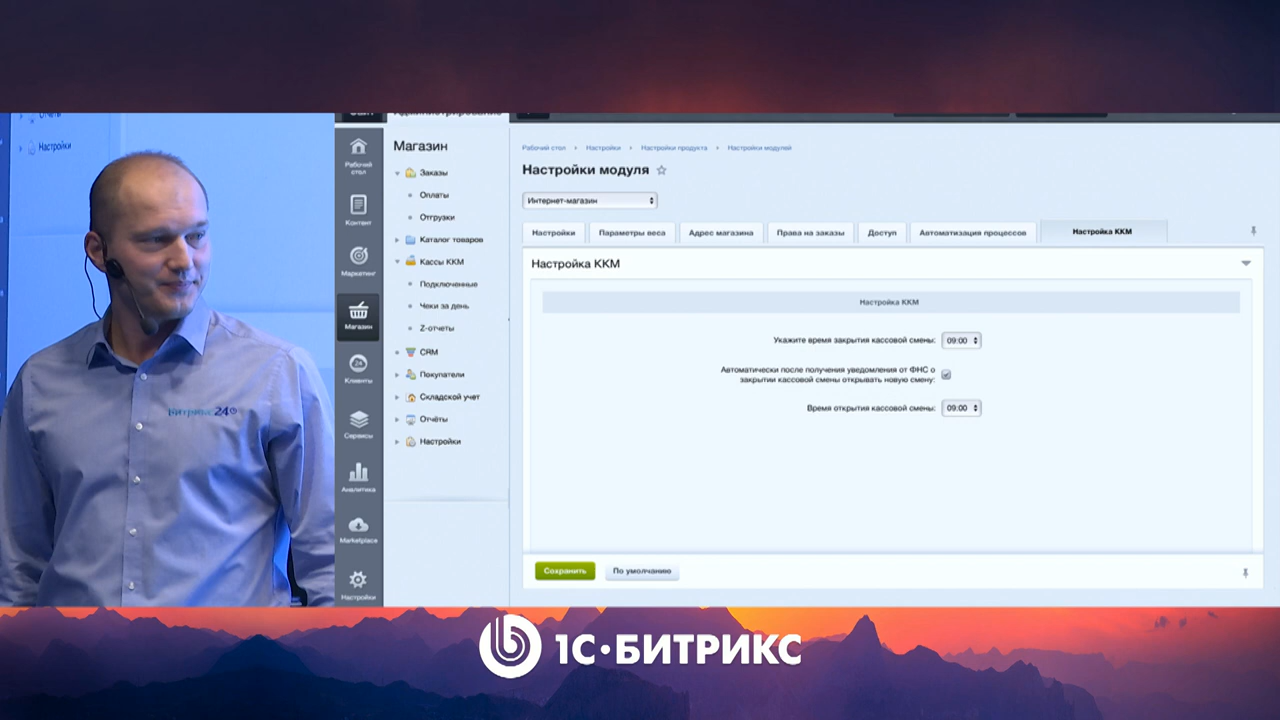 Настройки
Магазин
Рабочий стол
Контент
Маркетинг
Магазин
Клиенты
Сервисы
Аналитика
Marketplace
Настройки
Заказы
Оплаты
Отгрузки
Каталог товаров
Кассы ККМ
Подключенные
Чеки за день
Z-отчеты
CRM
Покупатели
Складской учет
Отчёты
Настройки
Рабочий стол Настройки Настройки продукта Настройки модулей
Настройки модуля
Интернет-магазин
Настройки Параметры веса Адрес магазина Права на заказы Доступ Автоматизация процессов Настройка ККМ
Настройка ККМ
Настройка ККМ
Укажите время закрытия кассовой смены: 09:00
Автоматически после получения уведомления от ФНС о
закрытии кассовой смены открывать новую смену:
Время открытия кассовой смены: 09:00
Сохранить По умолчанию
Битрикс24
24
1С·БИТРИКС